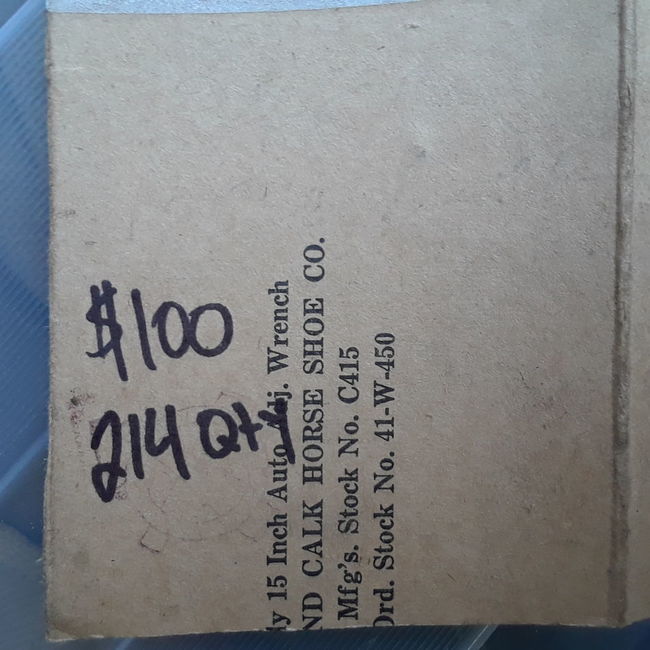 $100
214 Qty
ly 15 Inch Auto Adj. Wrench
ND CALK HORSE SHOE CO.
Mfg's. Stock No. C415
Ord. Stock No. 41-W-450